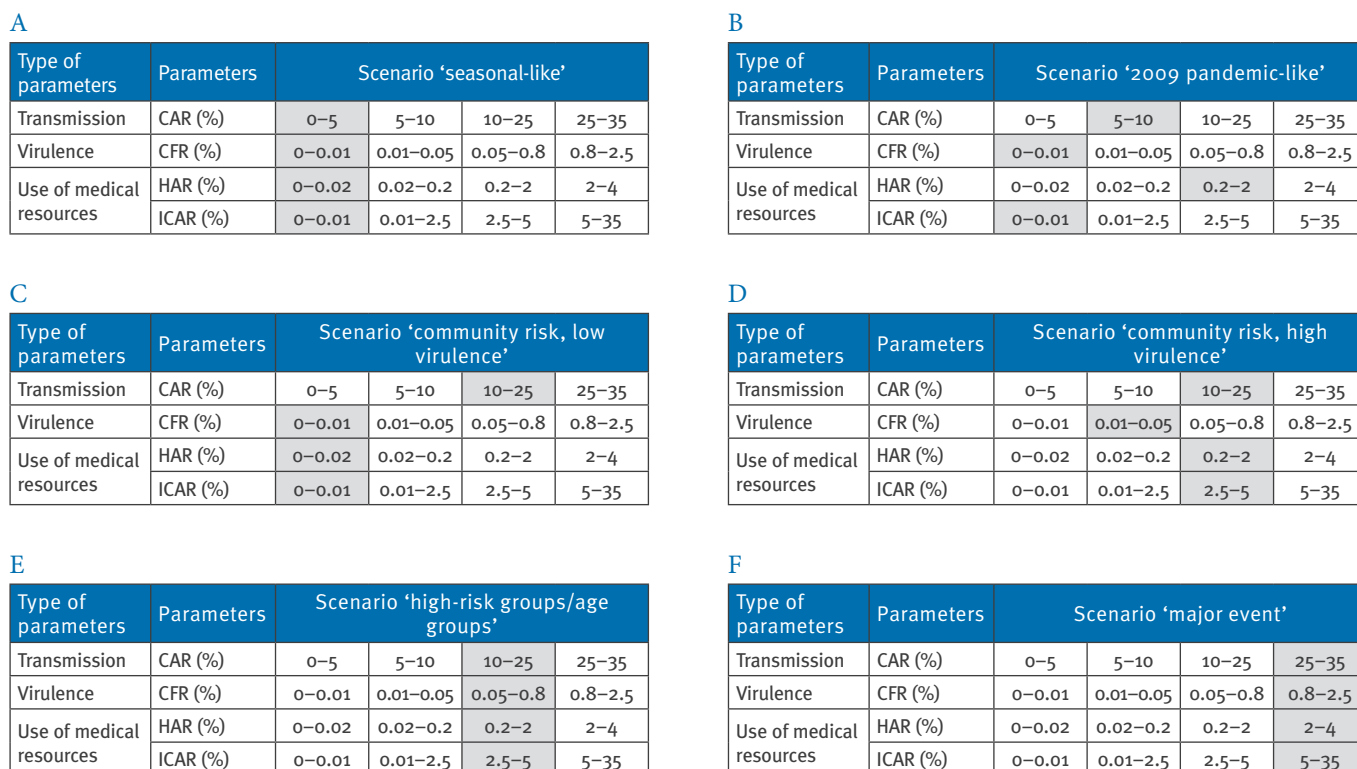 A
Type of parameters Parameters Scenario 'seasonal-like'
Transmission CAR (%) 0–5 5–10 10–25 25–35
Virulence CFR (%) 0–0.01 0.01–0.05 0.05–0.8 0.8–2.5
Use of medical resources HAR (%) 0–0.02 0.02–0.2 0.2–2 2–4
ICAR (%) 0–0.01 0.01–2.5 2.5–5 5–35
B
Type of parameters Parameters Scenario '2009 pandemic-like'
Transmission CAR (%) 0–5 5–10 10–25 25–35
Virulence CFR (%) 0–0.01 0.01–0.05 0.05–0.8 0.8–2.5
Use of medical resources HAR (%) 0–0.02 0.02–0.2 0.2–2 2–4
ICAR (%) 0–0.01 0.01–2.5 2.5–5 5–35
C
Type of parameters Parameters Scenario 'community risk, low virulence'
Transmission CAR (%) 0–5 5–10 10–25 25–35
Virulence CFR (%) 0–0.01 0.01–0.05 0.05–0.8 0.8–2.5
Use of medical resources HAR (%) 0–0.02 0.02–0.2 0.2–2 2–4
ICAR (%) 0–0.01 0.01–2.5 2.5–5 5–35
D
Type of parameters Parameters Scenario 'community risk, high virulence'
Transmission CAR (%) 0–5 5–10 10–25 25–35
Virulence CFR (%) 0–0.01 0.01–0.05 0.05–0.8 0.8–2.5
Use of medical resources HAR (%) 0–0.02 0.02–0.2 0.2–2 2–4
ICAR (%) 0–0.01 0.01–2.5 2.5–5 5–35
E
Type of parameters Parameters Scenario 'high-risk groups/age groups'
Transmission CAR (%) 0–5 5–10 10–25 25–35
Virulence CFR (%) 0–0.01 0.01–0.05 0.05–0.8 0.8–2.5
Use of medical resources HAR (%) 0–0.02 0.02–0.2 0.2–2 2–4
ICAR (%) 0–0.01 0.01–2.5 2.5–5 5–35
F
Type of parameters Parameters Scenario 'major event'
Transmission CAR (%) 0–5 5–10 10–25 25–35
Virulence CFR (%) 0–0.01 0.01–0.05 0.05–0.8 0.8–2.5
Use of medical resources HAR (%) 0–0.02 0.02–0.2 0.2–2 2–4
ICAR (%) 0–0.01 0.01–2.5 2.5–5 5–35